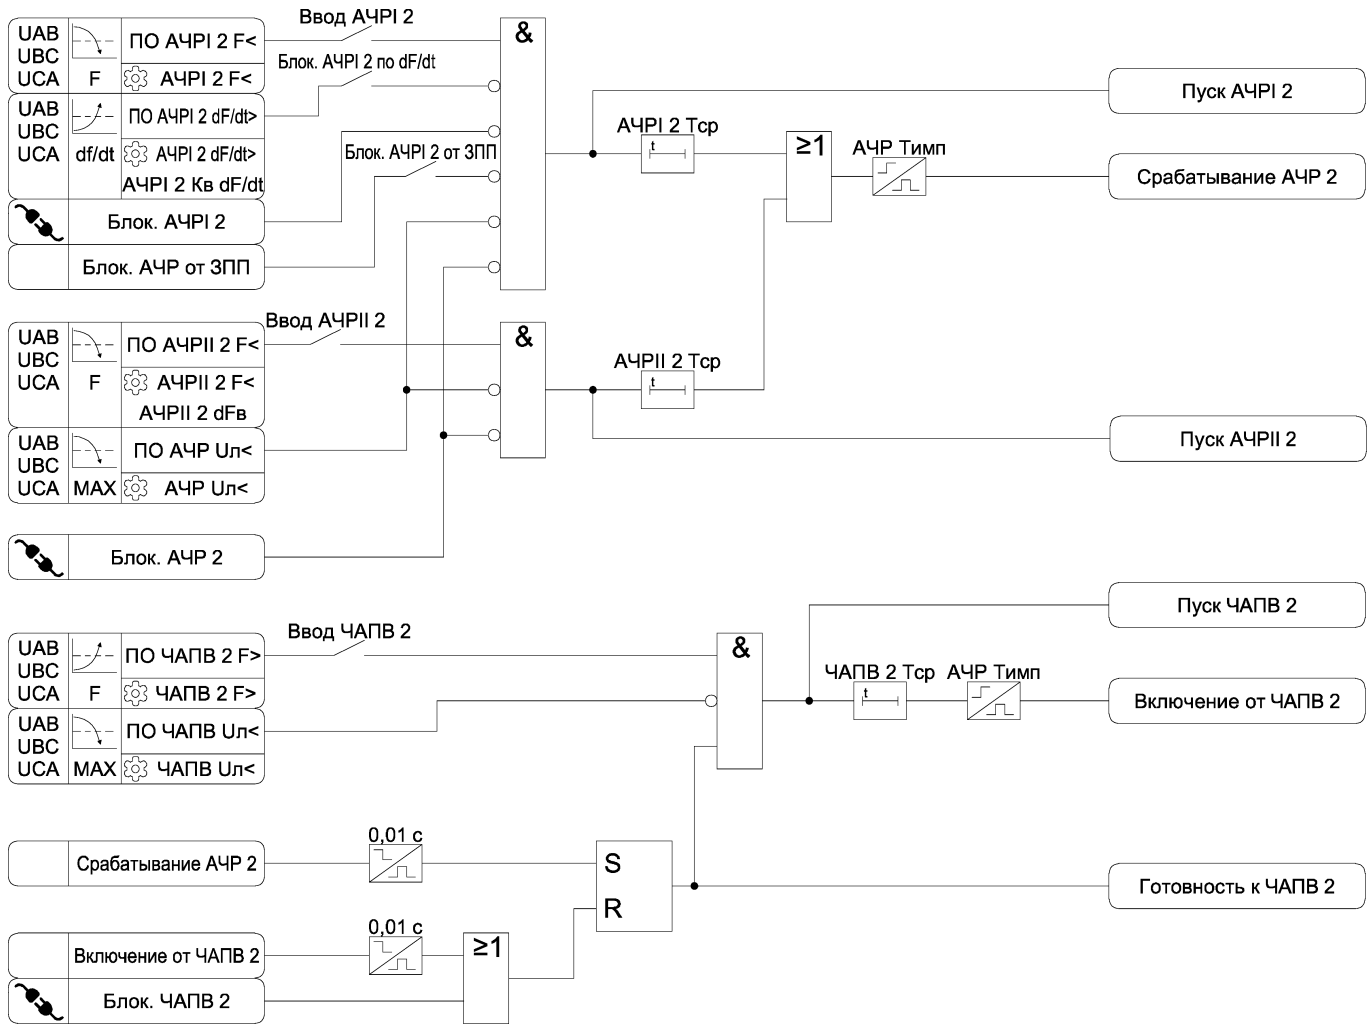 Ввод АЧРI 2
UAB
UBC
UCA
F
ПО АЧРI 2 F<
АЧРI 2 F<
&
Блок. АЧРI 2 по dF/dt
UAB
UBC
UCA
df/dt
ПО АЧРI 2 dF/dt>
АЧРI 2 dF/dt>
АЧРI 2 Кв dF/dt
Блок. АЧРI 2 от ЗПП
Блок. АЧРI 2
Блок. АЧР от ЗПП
АЧРI 2 Тср
t
≥1
АЧР Тимп
Пуск АЧРI 2
Срабатывание АЧР 2
Ввод АЧРII 2
UAB
UBC
UCA
F
ПО АЧРII 2 F<
АЧРII 2 F<
АЧРII 2 dFв
&
АЧРII 2 Тср
t
Пуск АЧРII 2
UAB
UBC
UCA
MAX
ПО АЧР Uл<
АЧР Uл<
Блок. АЧР 2
Пуск ЧАПВ 2
Ввод ЧАПВ 2
UAB
UBC
UCA
F
ПО ЧАПВ 2 F>
ЧАПВ 2 F>
&
ЧАПВ 2 Тср
t
АЧР Тимп
Включение от ЧАПВ 2
UAB
UBC
UCA
MAX
ПО ЧАПВ Uл<
ЧАПВ Uл<
Срабатывание АЧР 2
0,01 с
S
R
Готовность к ЧАПВ 2
Включение от ЧАПВ 2
0,01 с
≥1
Блок. ЧАПВ 2